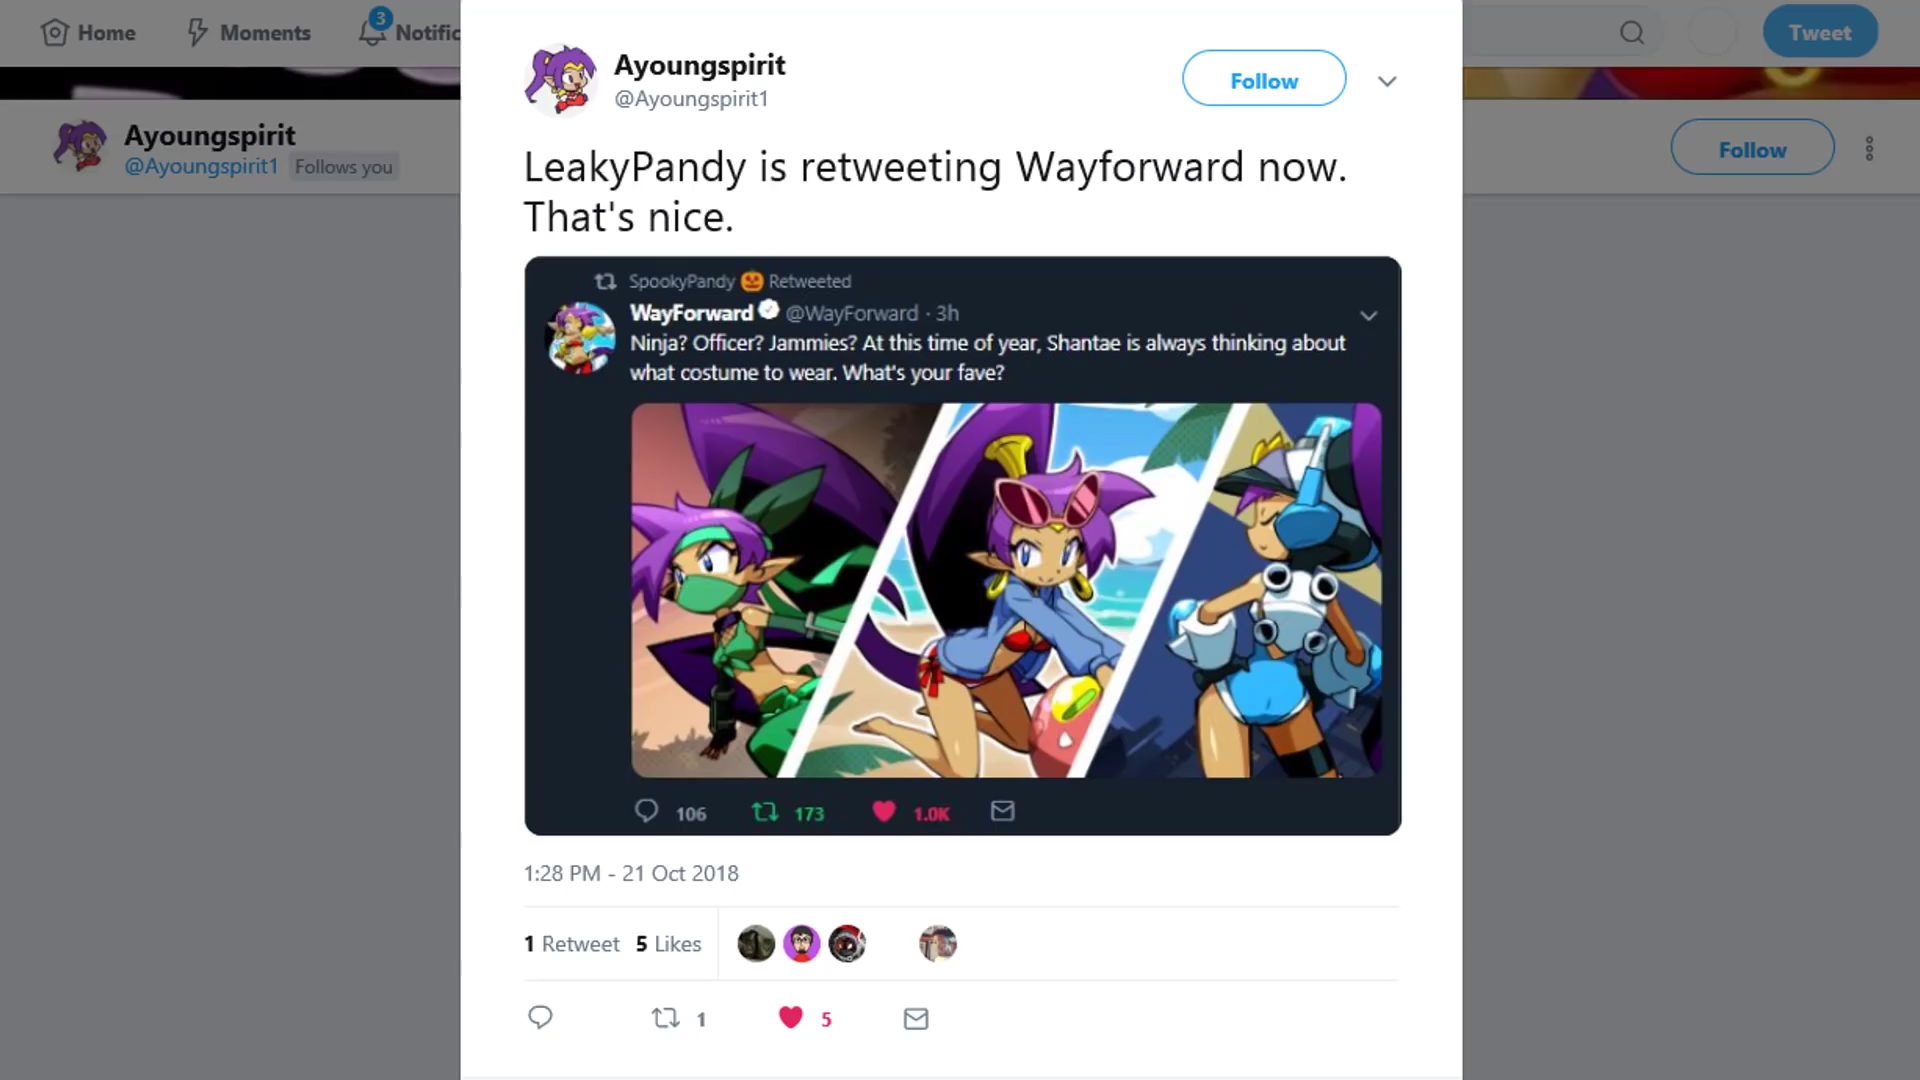 Home
Moments
3
Notific
Tweet
Ayoungspirit
@Ayoungspirit1 Follows you
Follow
Ayoungspirit
@Ayoungspirit1
Follow
LeakyPandy is retweeting Wayforward now.
That's nice.
SpookyPandy 🎃 Retweeted
WayForward @WayForward · 3h
Ninja? Officer? Jammies? At this time of year, Shantae is always thinking about
what costume to wear. What's your fave?
106 173 1.0K
1:28 PM - 21 Oct 2018
1 Retweet 5 Likes
1 5